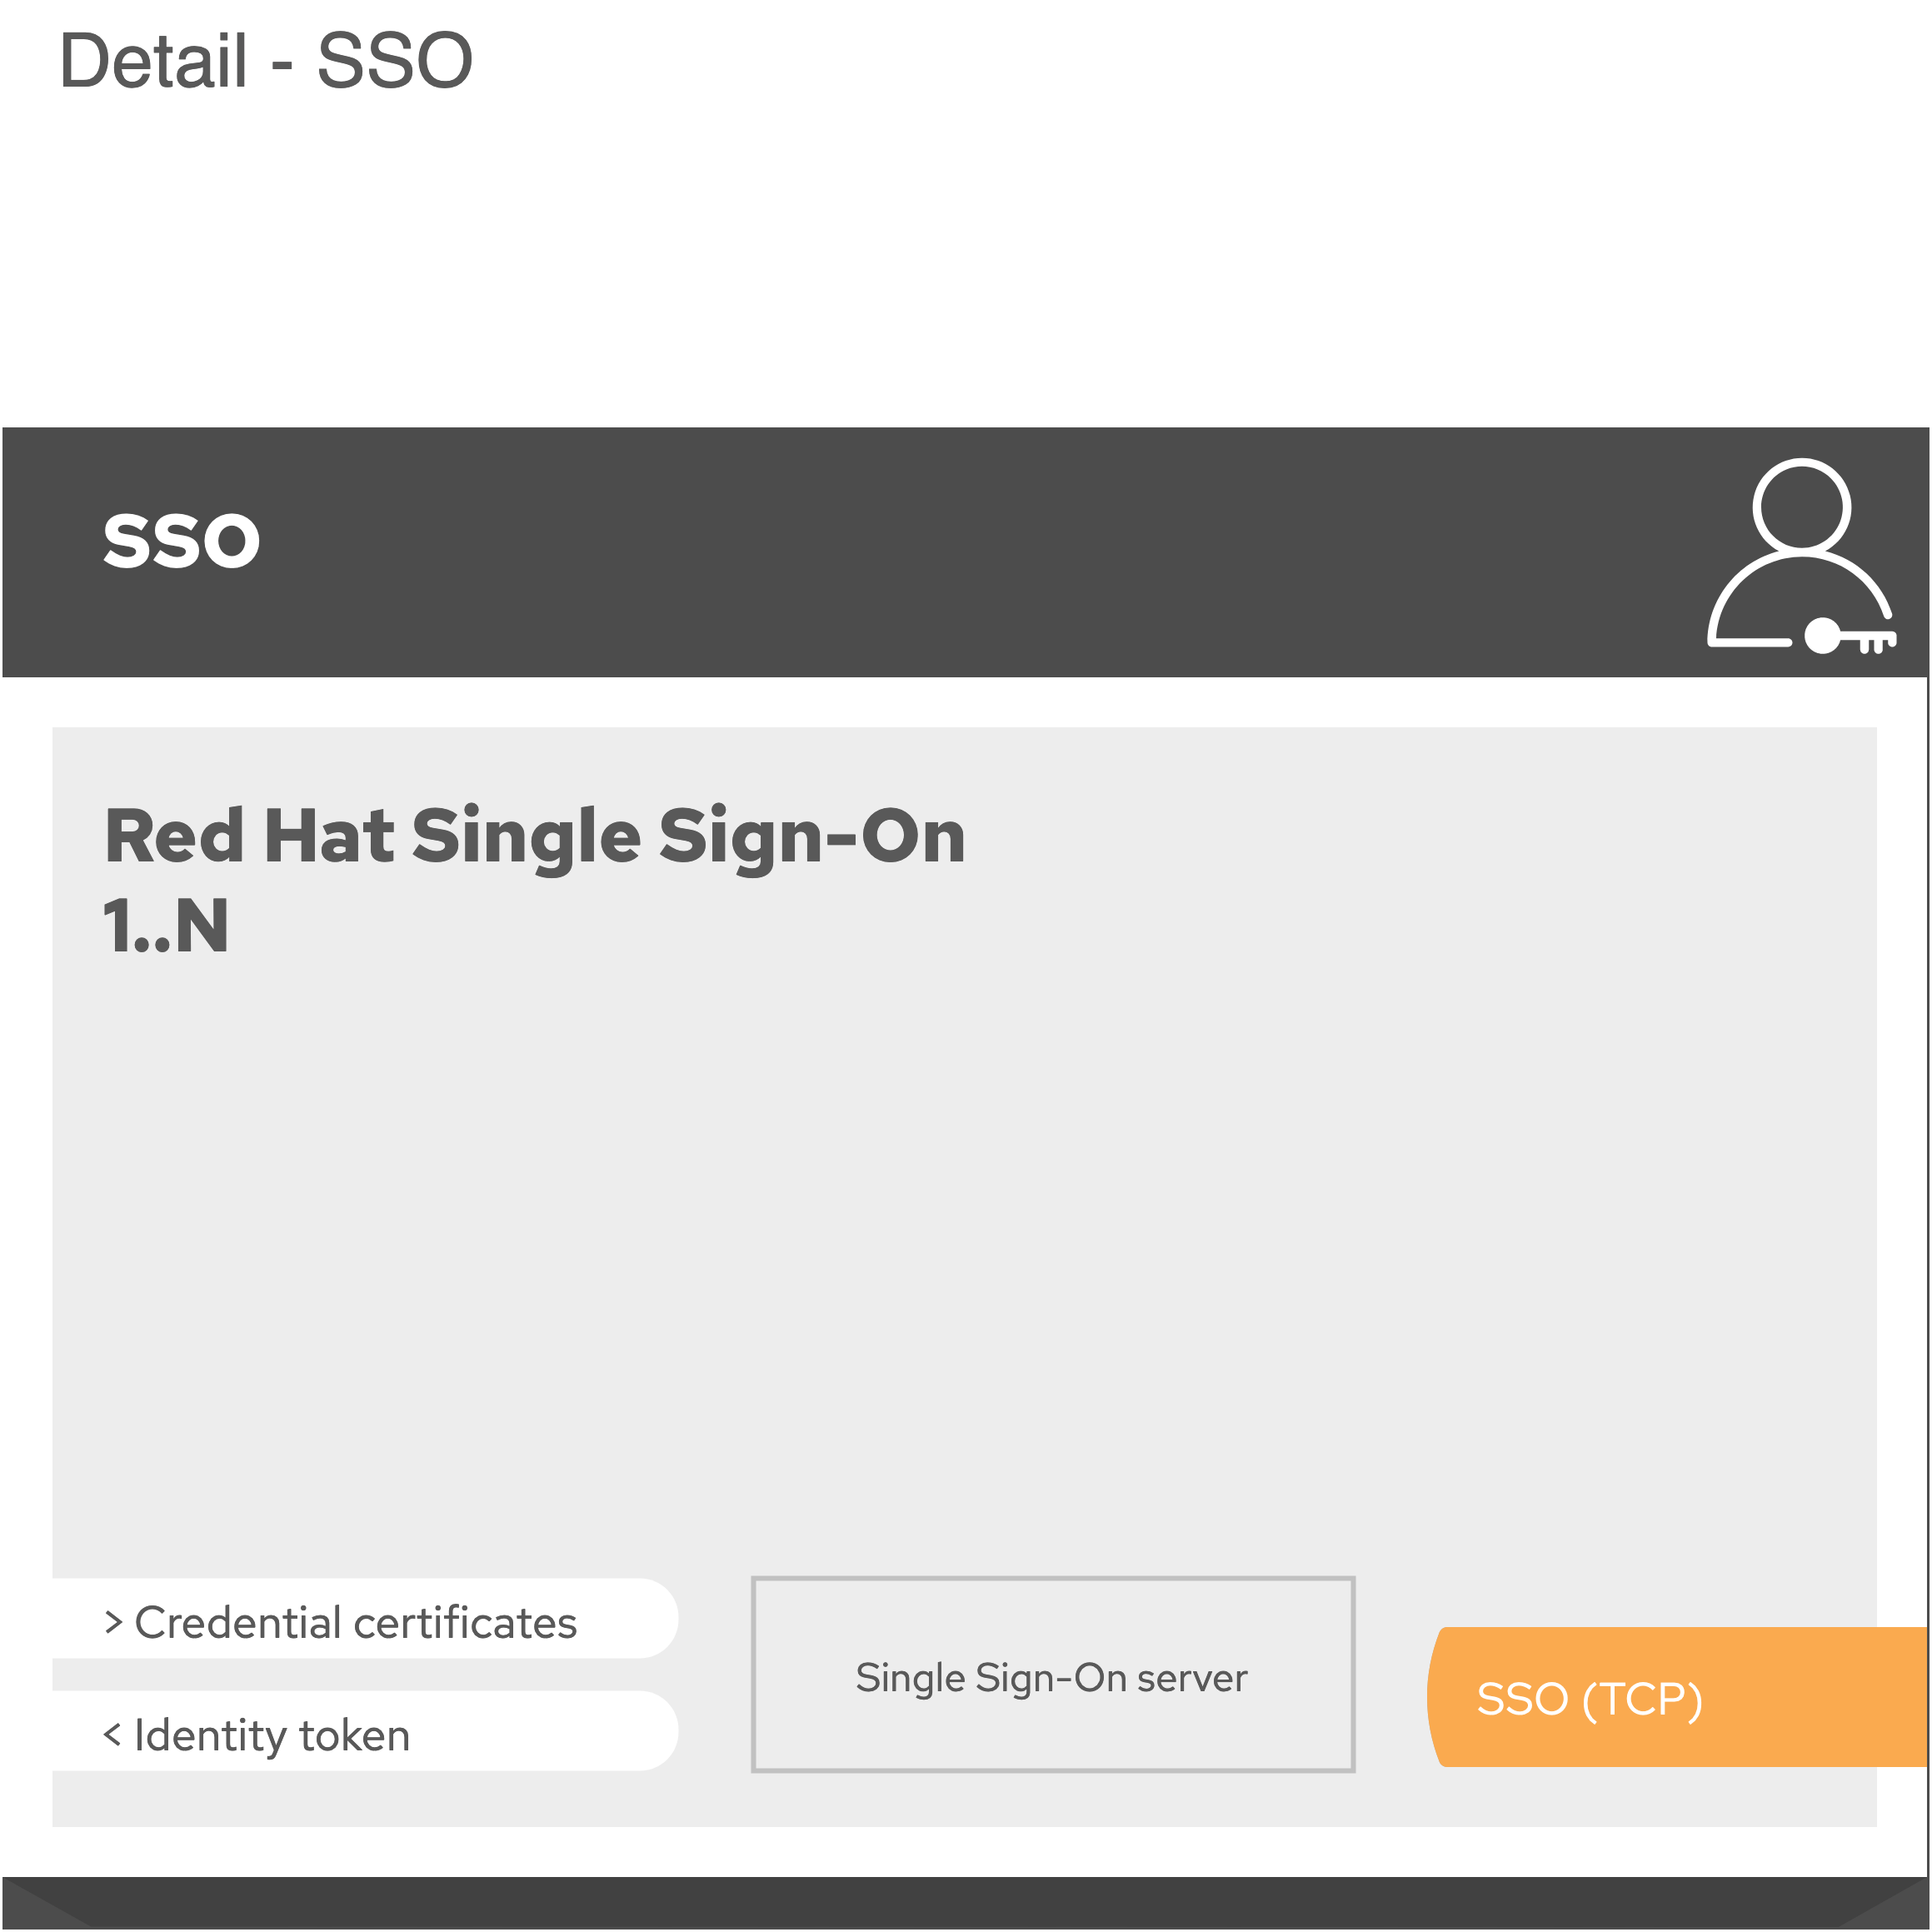 Detail - SSO
SSO
Red Hat Single Sign-On
1..N
> Credential certificates
< Identity token
Single Sign-On server
SSO (TCP)